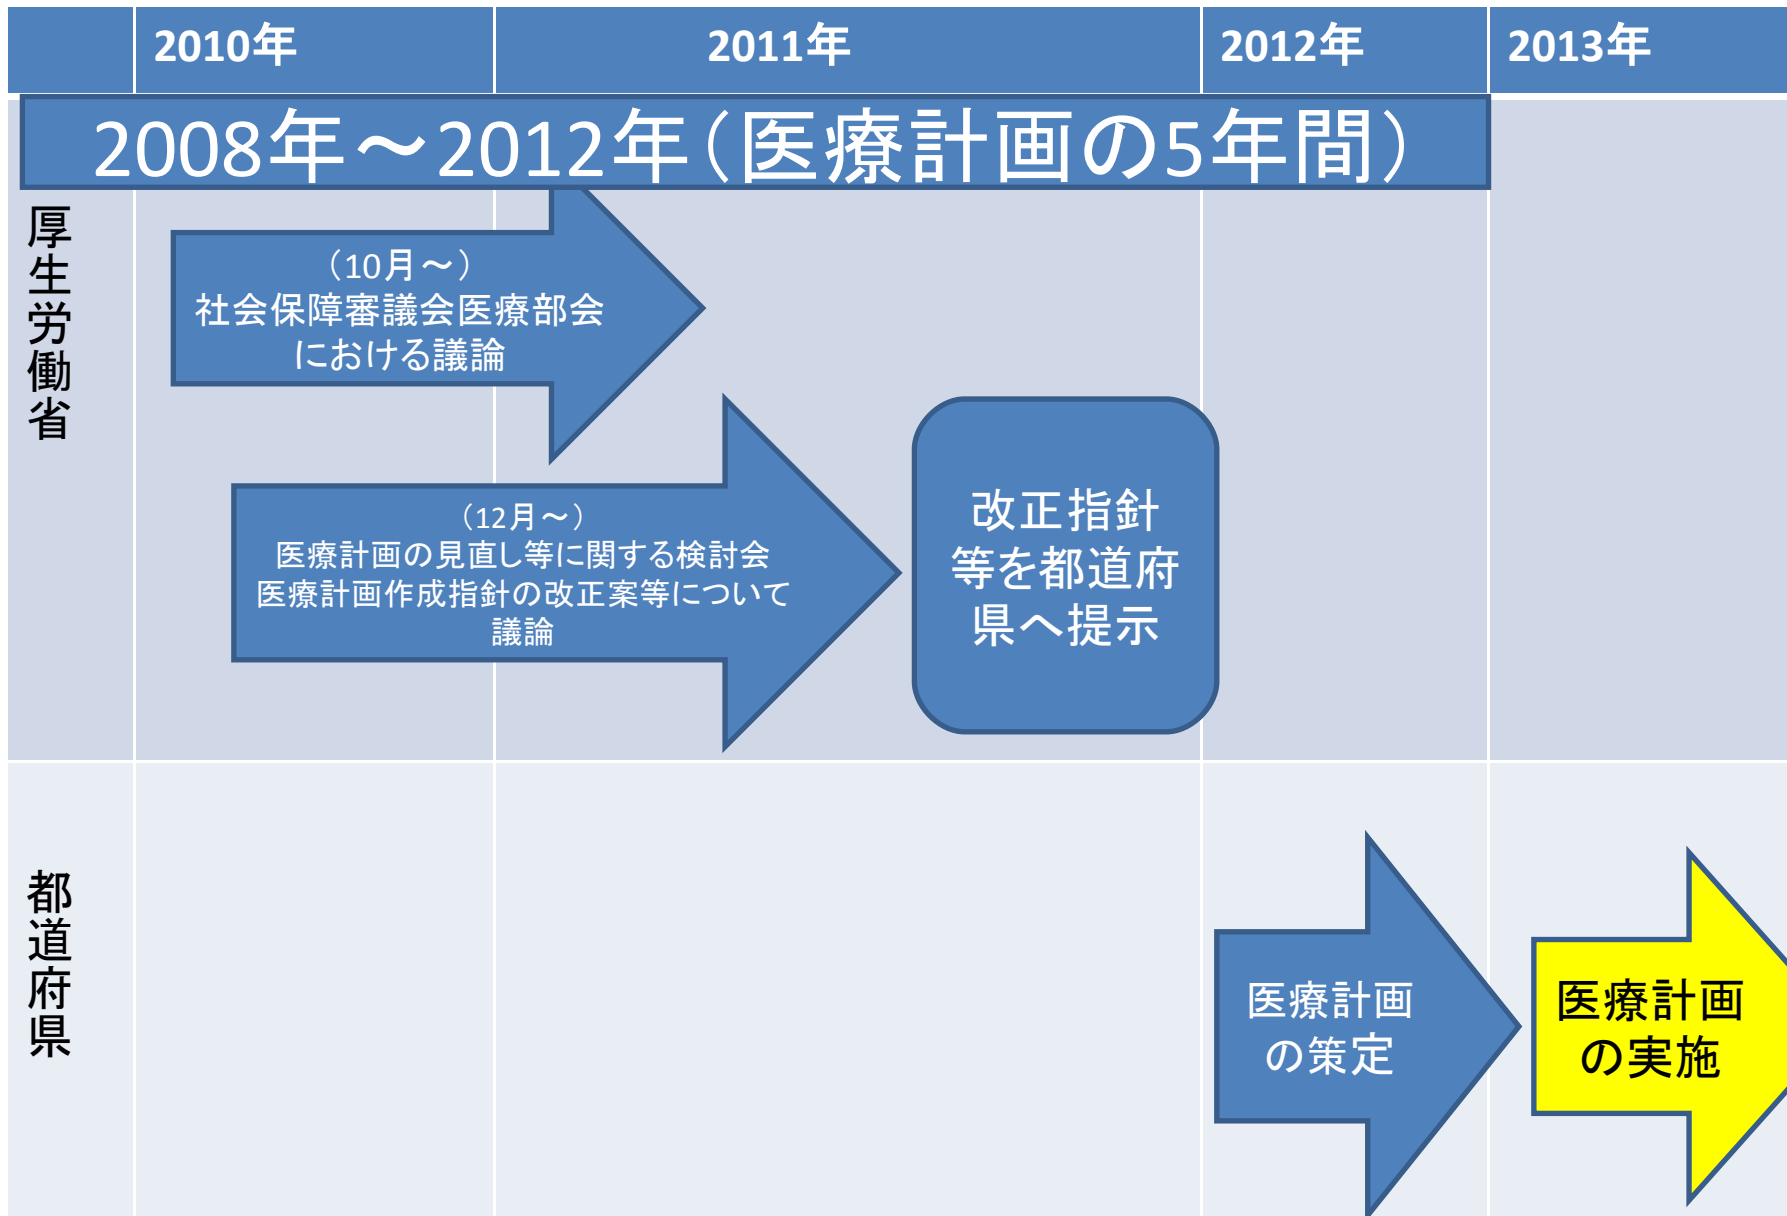 2010年 2011年 2012年 2013年
2008年～2012年（医療計画の5年間）
厚生労働省
（10月～）
社会保障審議会医療部会
における議論
（12月～）
医療計画の見直し等に関する検討会
医療計画作成指針の改正案等について
議論
改正指針
等を都道府
県へ提示
都道府県
医療計画
の策定
医療計画
の実施